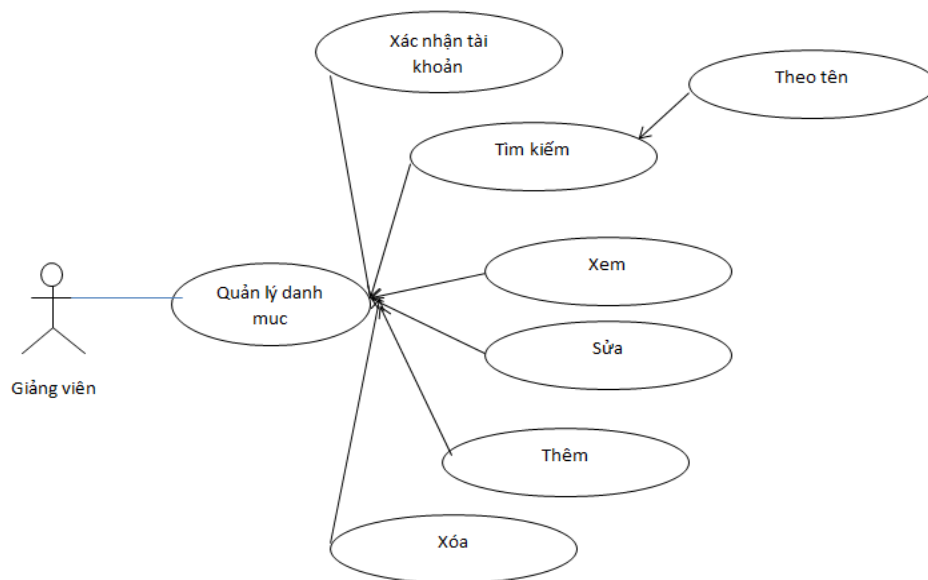 Xác nhận tài
khoản
Theo tên
Tìm kiếm
Xem
Quản lý danh
muc
Sửa
Giảng viên
Thêm
Xóa